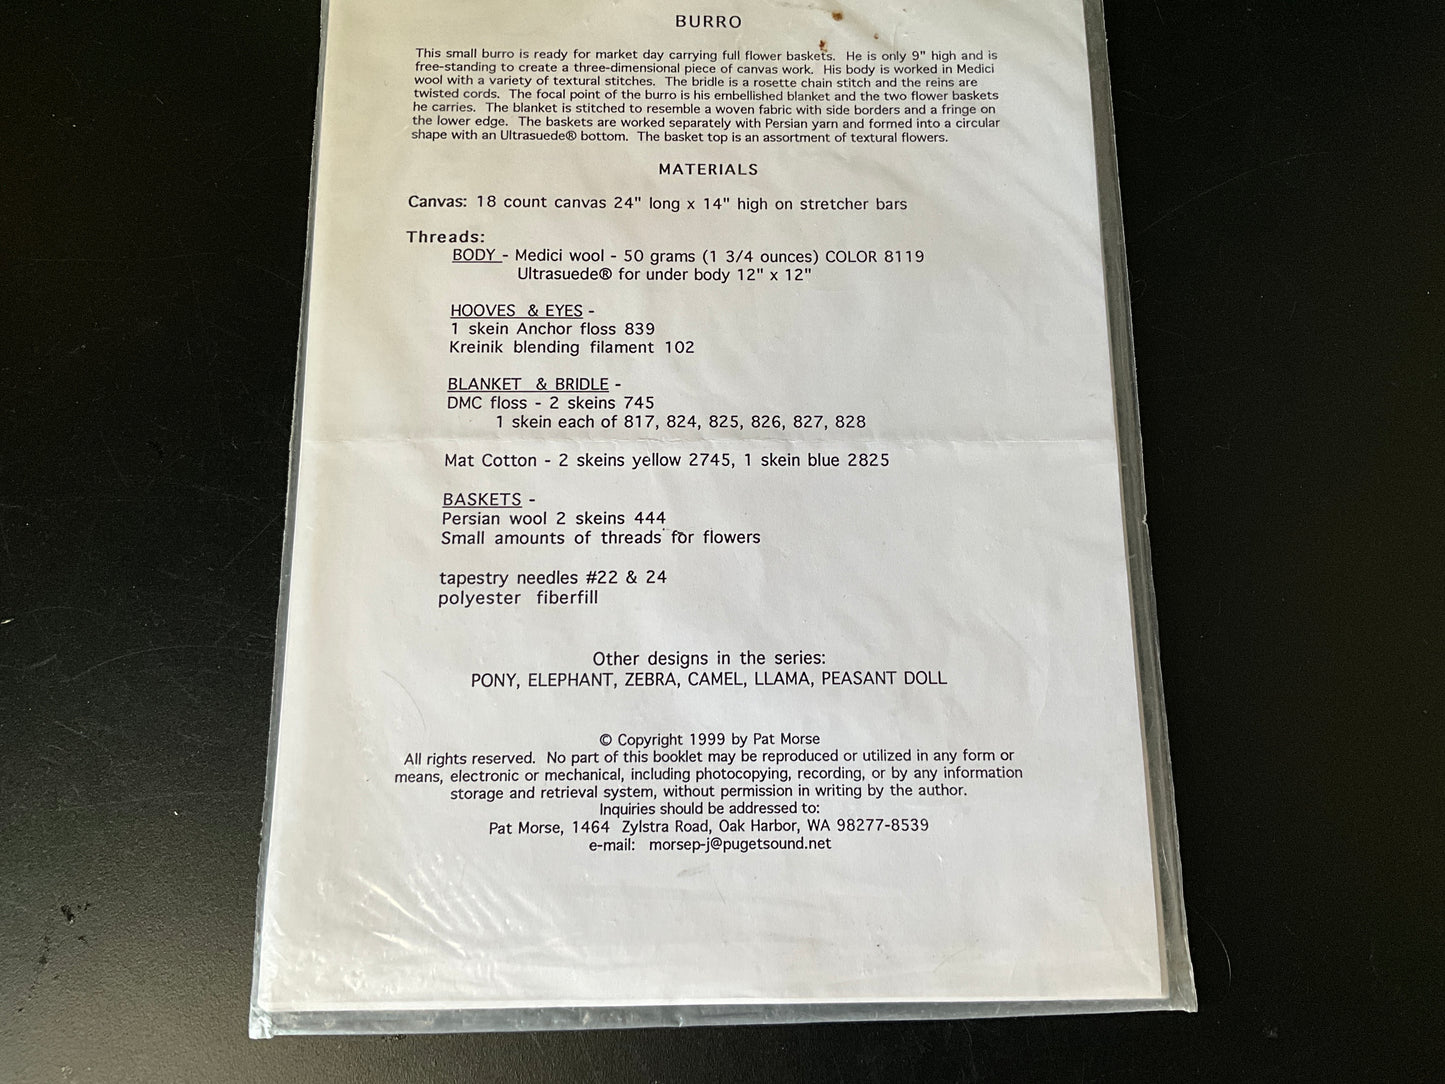 BURRO
This small burro is ready for market day carrying full flower baskets. He is only 9" high and is
free-standing to create a three-dimensional piece of canvas work. His body is worked in Medici
wool with a variety of textural stitches. The bridle is a rosette chain stitch and the reins are
twisted cords. The focal point of the burro is his embellished blanket and the two flower baskets
he carries. The blanket is stitched to resemble a woven fabric with side borders and a fringe on
the lower edge. The baskets are worked separately with Persian yarn and formed into a circular
shape with an Ultrasuede® bottom. The basket top is an assortment of textural flowers.
MATERIALS
Canvas: 18 count canvas 24" long x 14" high on stretcher bars
Threads:
BODY - Medici wool - 50 grams (1 3/4 ounces) COLOR 8119
Ultrasuede® for under body 12" x 12"
HOOVES & EYES -
1 skein Anchor floss 839
Kreinik blending filament 102
BLANKET & BRIDLE -
DMC floss - 2 skeins 745
1 skein each of 817, 824, 825, 826, 827, 828
Mat Cotton - 2 skeins yellow 2745, 1 skein blue 2825
BASKETS -
Persian wool 2 skeins 444
Small amounts of threads for flowers
tapestry needles #22 & 24
polyester fiberfill
Other designs in the series:
PONY, ELEPHANT, ZEBRA, CAMEL, LLAMA, PEASANT DOLL
© Copyright 1999 by Pat Morse
All rights reserved. No part of this booklet may be reproduced or utilized in any form or
means, electronic or mechanical, including photocopying, recording, or by any information
storage and retrieval system, without permission in writing by the author.
Inquiries should be addressed to:
Pat Morse, 1464 Zylstra Road, Oak Harbor, WA 98277-8539
e-mail: morsep-j@pugetsound.net